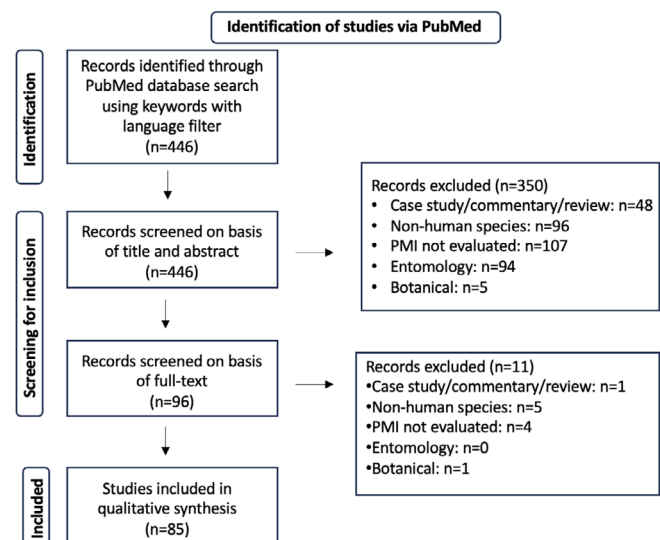 Identification of studies via PubMed
Identification
Records identified through
PubMed database search
using keywords with
language filter
(n=446)
Records excluded (n=350)
• Case study/commentary/review: n=48
• Non-human species: n=96
• PMI not evaluated: n=107
• Entomology: n=94
• Botanical: n=5
Screening for inclusion
Records screened on basis
of title and abstract
(n=446)
Records screened on basis
of full-text
(n=96)
Records excluded (n=11)
•Case study/commentary/review: n=1
•Non-human species: n=5
•PMI not evaluated: n=4
•Entomology: n=0
•Botanical: n=1
Included
Studies included in
qualitative synthesis
(n=85)